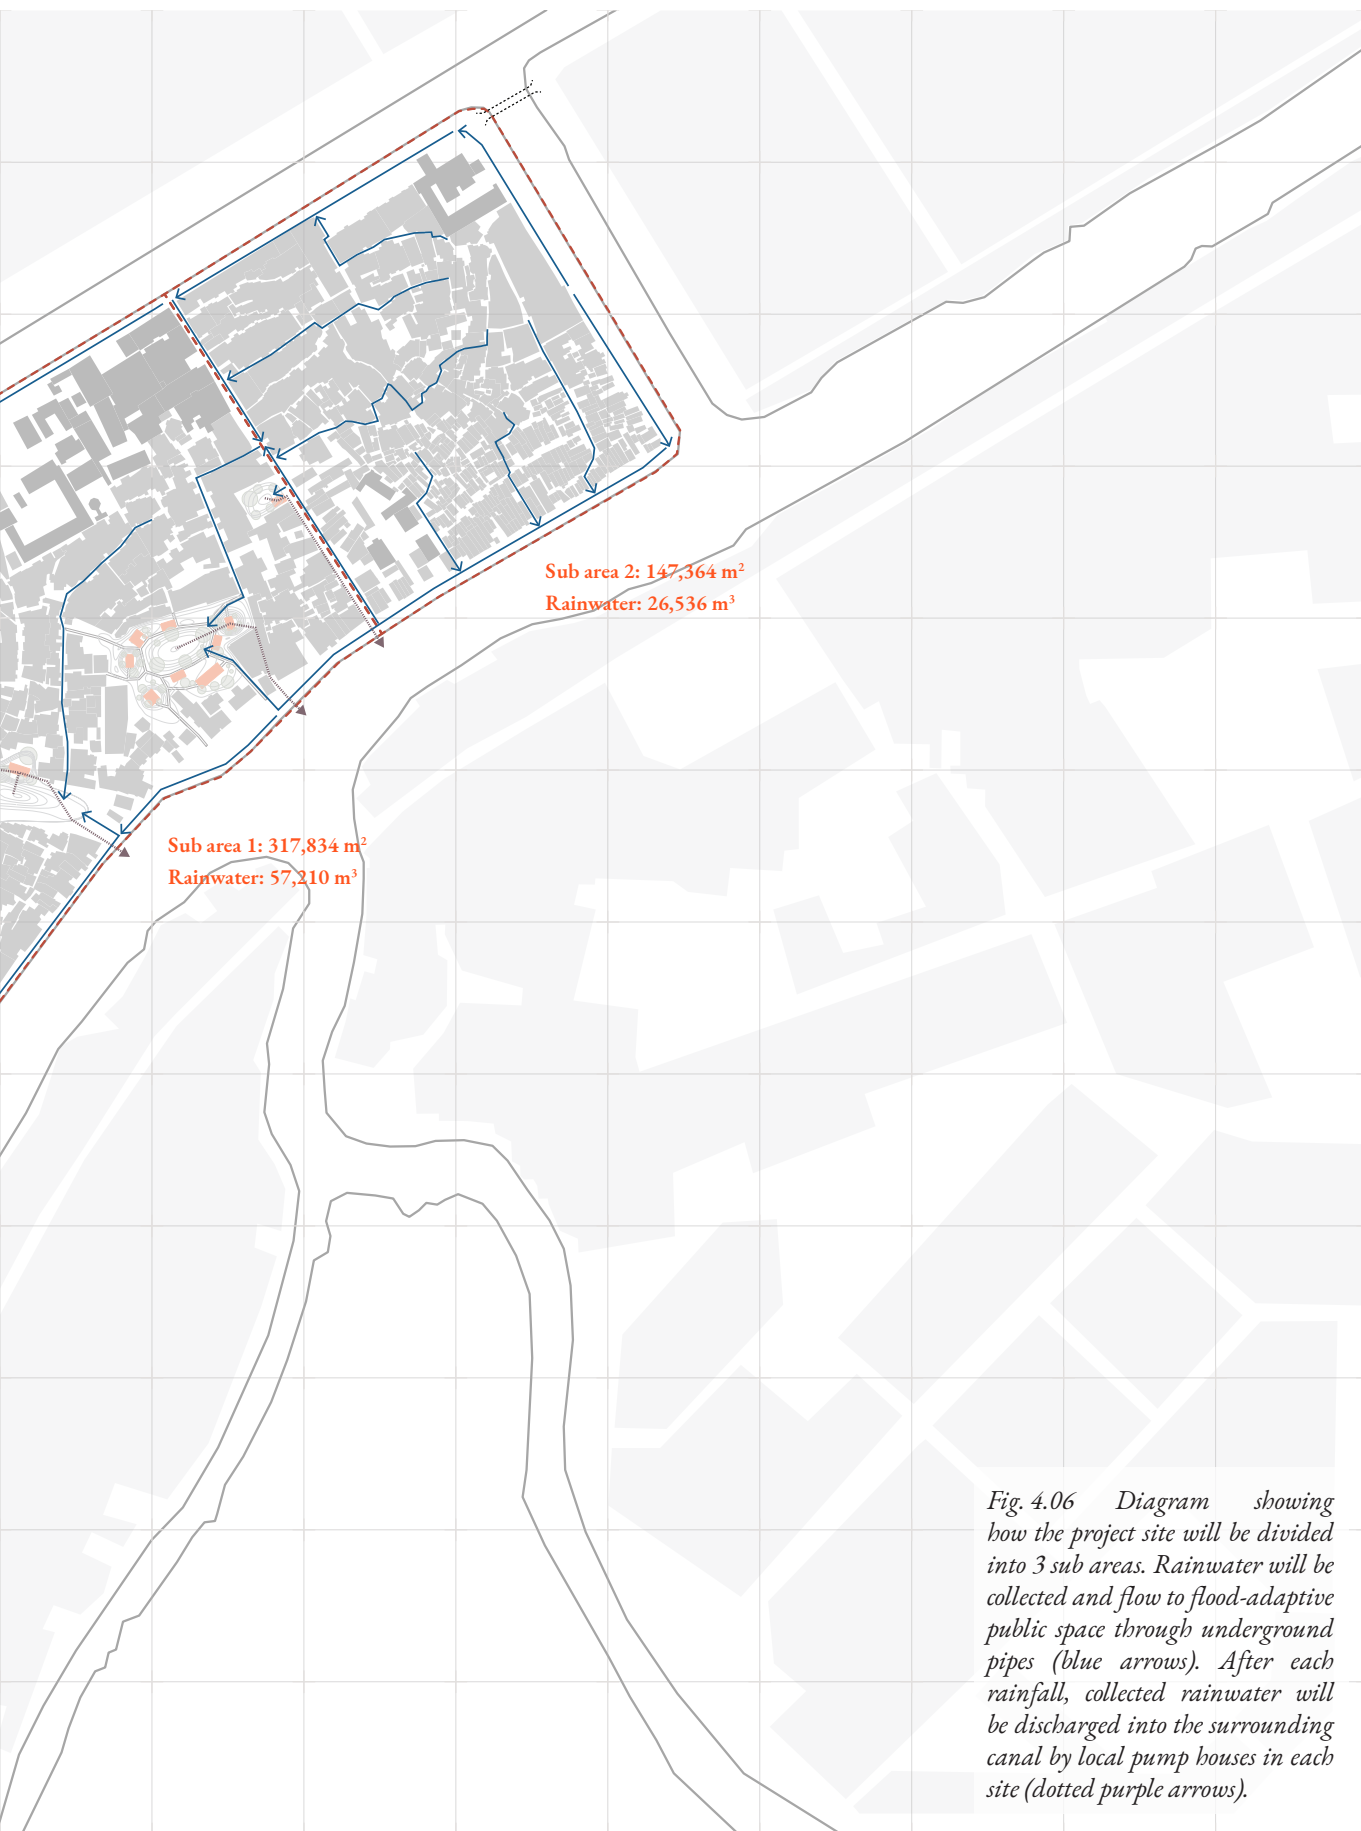 Sub area 2: 147,364 m²
Rainwater: 26,536 m³
Sub area 1: 317,834 m²
Rainwater: 57,210 m³
Fig. 4.06 Diagram showing
how the project site will be divided
into 3 sub areas. Rainwater will be
collected and flow to flood-adaptive
public space through underground
pipes (blue arrows). After each
rainfall, collected rainwater will
be discharged into the surrounding
canal by local pump houses in each
site (dotted purple arrows).